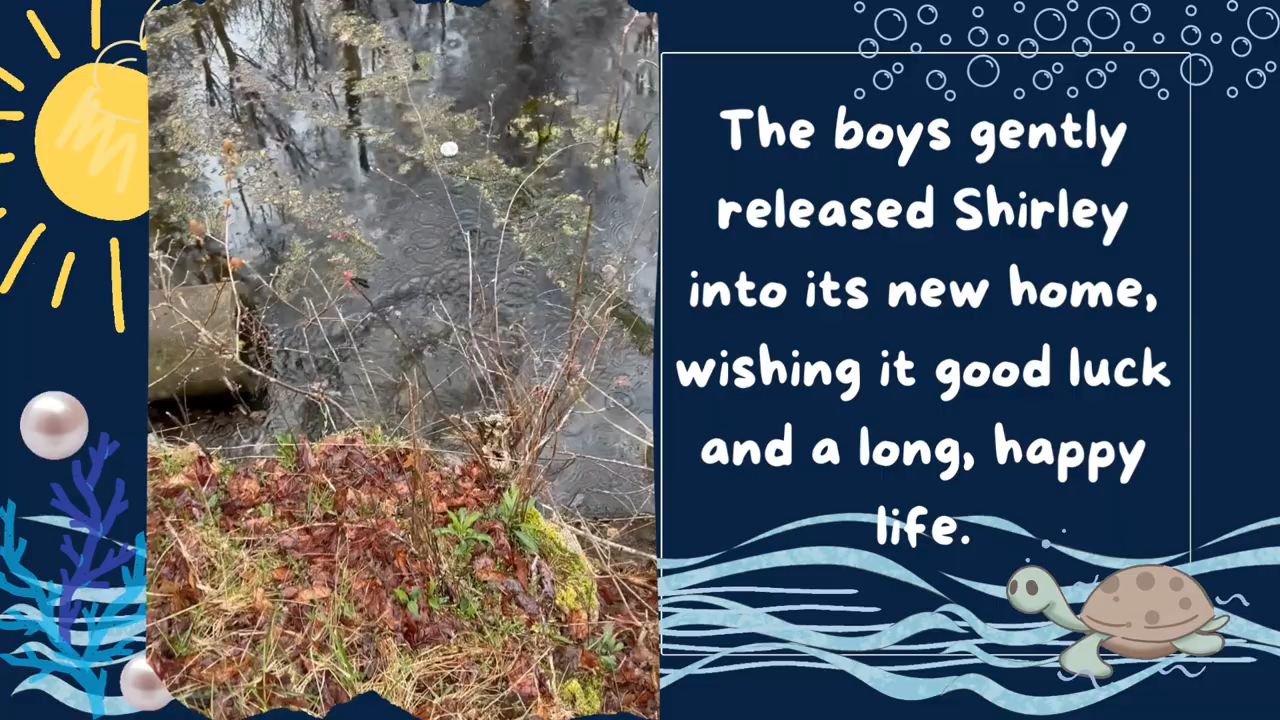 The boys gently
released Shirley
into its new home,
wishing it good luck
and a long, happy
life.